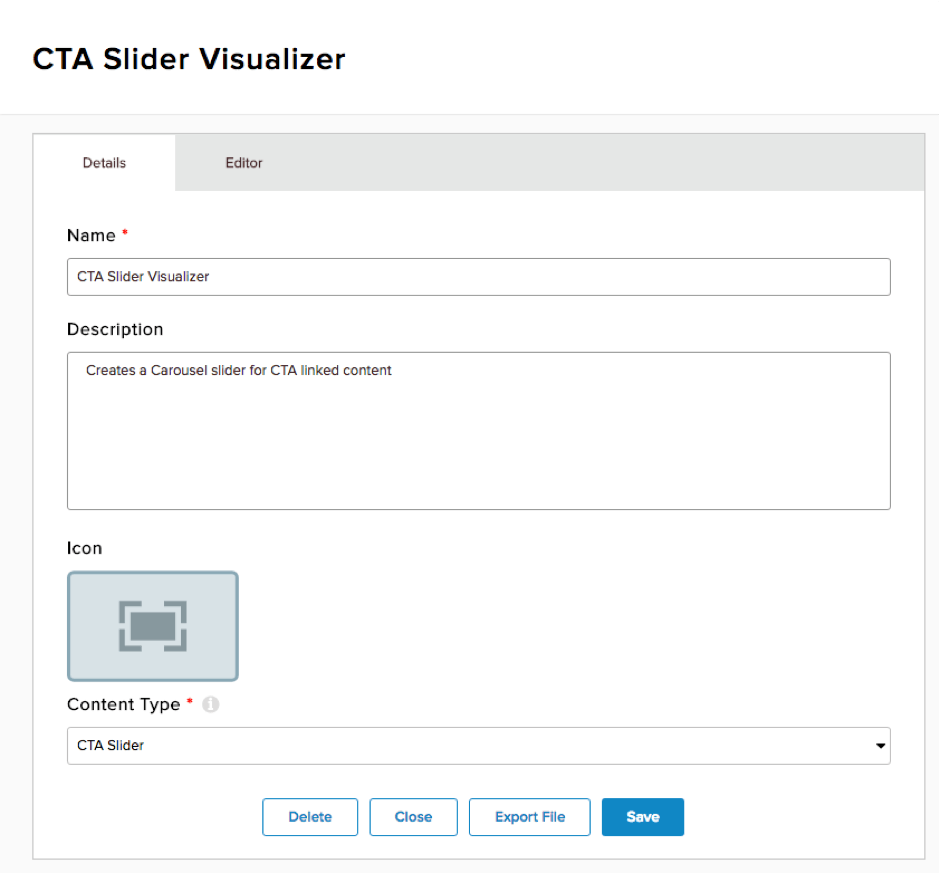 CTA Slider Visualizer
Details Editor
Name *
CTA Slider Visualizer
Description
Creates a Carousel slider for CTA linked content
Icon
Content Type * i
CTA Slider
Delete Close Export File Save